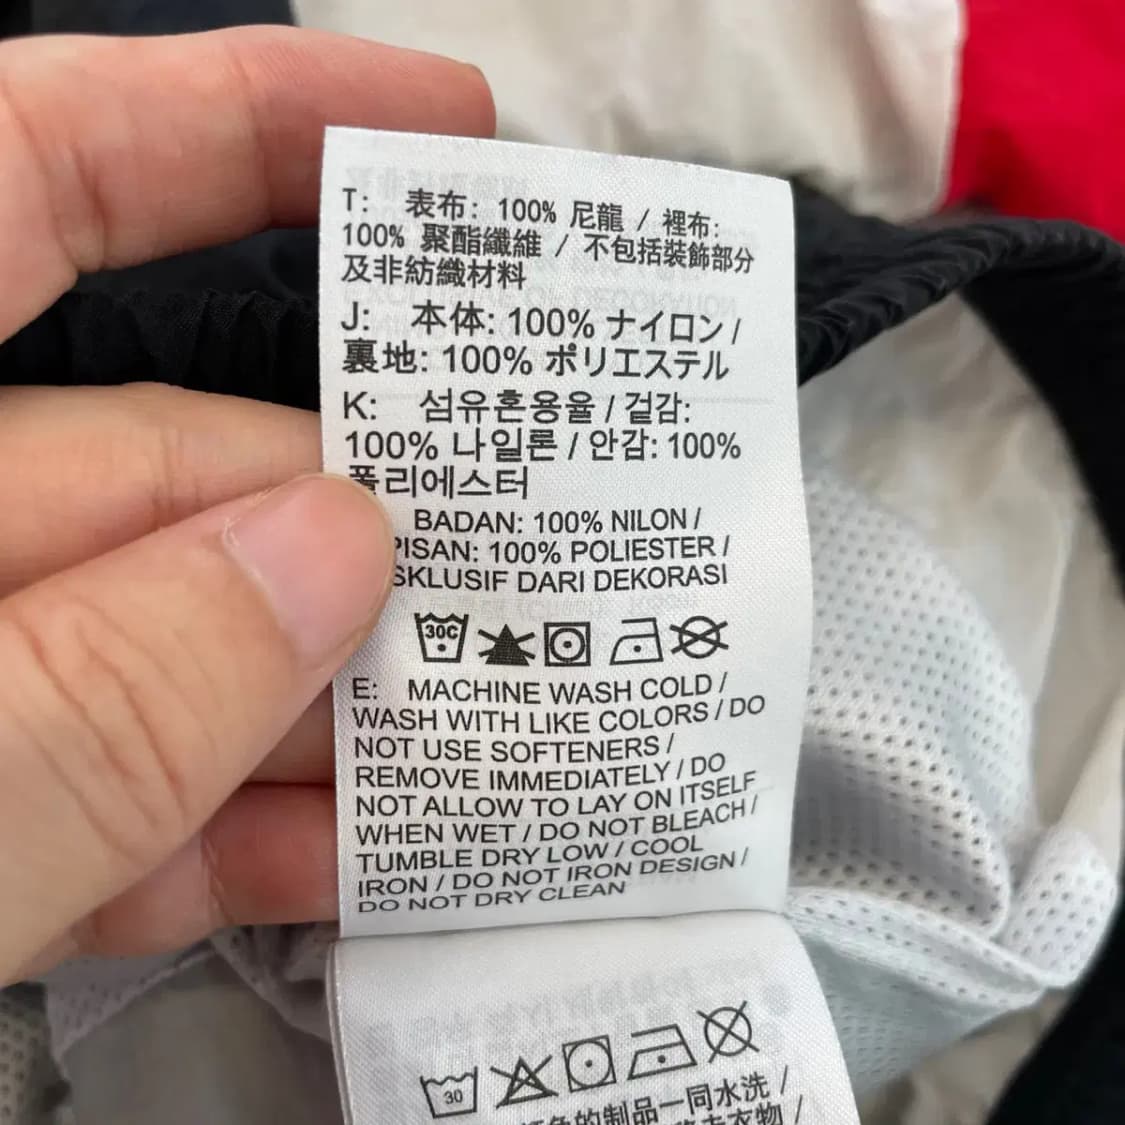 T: 表布: 100% 尼龍 / 裡布:
100% 聚酯纖維 / 不包括裝飾部分
及非紡織材料
J: 本体: 100% ナイロン /
裏地: 100% ポリエステル
K: 섬유혼용율 / 겉감:
100% 나일론 / 안감: 100%
폴리에스터
BADAN: 100% NILON /
PISAN: 100% POLIESTER /
SKLUSIF DARI DEKORASI
30C
E: MACHINE WASH COLD /
WASH WITH LIKE COLORS / DO
NOT USE SOFTENERS /
REMOVE IMMEDIATELY / DO
NOT ALLOW TO LAY ON ITSELF
WHEN WET / DO NOT BLEACH /
TUMBLE DRY LOW / COOL
IRON / DO NOT IRON DESIGN /
DO NOT DRY CLEAN
30
的制品一同水洗 /